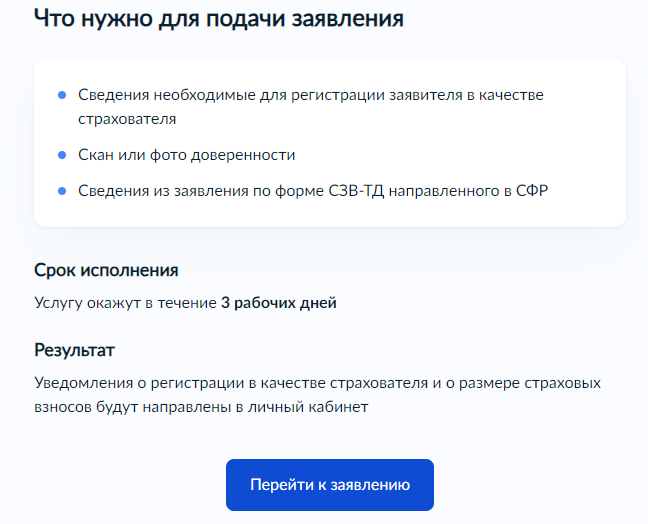 Что нужно для подачи заявления
Сведения необходимые для регистрации заявителя в качестве
страхователя
Скан или фото доверенности
Сведения из заявления по форме СЗВ-ТД направленного в СФР
Срок исполнения
Услугу окажут в течение 3 рабочих дней
Результат
Уведомления о регистрации в качестве страхователя и о размере страховых
взносов будут направлены в личный кабинет
Перейти к заявлению